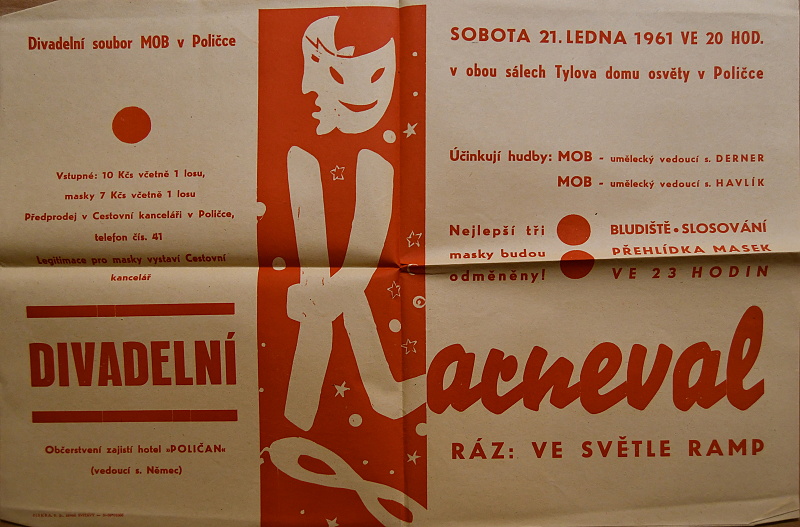 Divadelní soubor MOB v Poličce
Vstupné: 10 Kčs včetně 1 losu,
masky 7 Kčs včetně 1 losu
Předprodej v Cestovní kanceláři v Poličce,
telefon čís. 41
Legitimace pro masky vystaví Cestovní
kancelář
DIVADELNÍ
Karneval
Občerstvení zajistí hotel »POLIČAN«
(vedoucí s. Němec)
SOBOTA 21. LEDNA 1961 VE 20 HOD.
v obou sálech Tylova domu osvěty v Poličce
Účinkují hudby: MOB - umělecký vedoucí s. DERNER
MOB - umělecký vedoucí s. HAVLÍK
Nejlepší tři
masky budou
odměněny!
BLUDIŠTĚ • SLOSOVÁNÍ
PŘEHLÍDKA MASEK
VE 23 HODIN
RÁZ: VE SVĚTLE RAMP